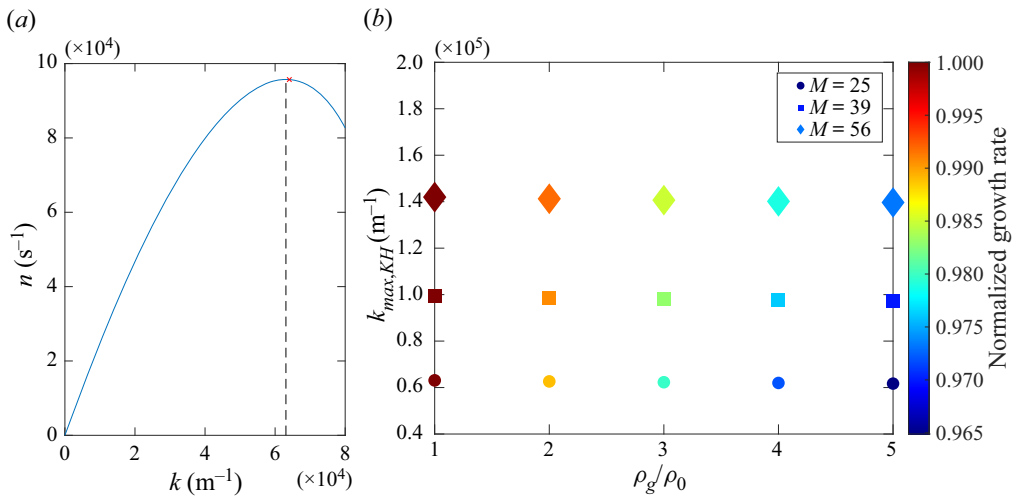 (a)
(×10⁴)
10
8
6
4
2
0
n (s⁻¹)
0 2 4 6 8
k (m⁻¹)
(×10⁴)
(b)
(×10⁵)
2.0
1.8
1.6
1.4
1.2
1.0
0.8
0.6
0.4
k_max,KH (m⁻¹)
M = 25
M = 39
M = 56
1 2 3 4 5
ρ_g/ρ_0
1.000
0.995
0.990
0.985
0.980
0.975
0.970
0.965
Normalized growth rate